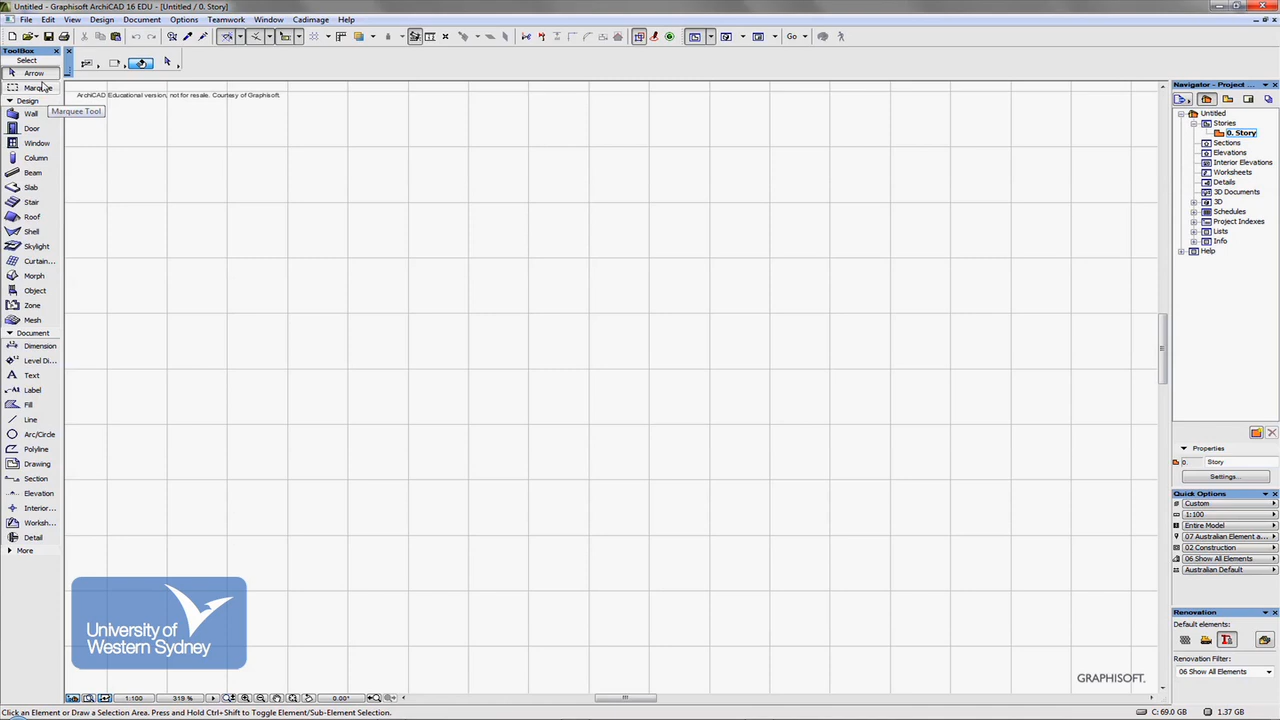 Untitled - Graphisoft ArchiCAD 16 EDU - [Untitled / 0. Story]
File Edit View Design Document Options Teamwork Window Cadimage Help
Go
ToolBox
Select
Arrow
Marquee
Design
Marquee Tool
Wall
Door
Window
Column
Beam
Slab
Stair
Roof
Shell
Skylight
Curtain...
Morph
Object
Zone
Mesh
Document
Dimension
Level Di...
Text
A1 Label
Fill
Line
Arc/Circle
Polyline
Drawing
Section
Elevation
Interior...
Worksh...
Detail
More
ArchiCAD Educational version, not for resale. Courtesy of Graphisoft.
University of
Western Sydney
GRAPHISOFT.
Navigator - Project ...
Untitled
Stories
0. Story
Sections
Elevations
Interior Elevations
Worksheets
Details
3D Documents
3D
Schedules
Project Indexes
Lists
Info
Help
Properties
0. Story
Settings...
Quick Options
Custom
1:100
Entire Model
07 Australian Element a...
02 Construction
06 Show All Elements
Australian Default
Renovation
Default elements:
Renovation Filter:
06 Show All Elements
1:100 319 % 0.00°
Click an Element or Draw a Selection Area. Press and Hold Ctrl+Shift to Toggle Element/Sub-Element Selection.
C: 69.0 GB 1.37 GB